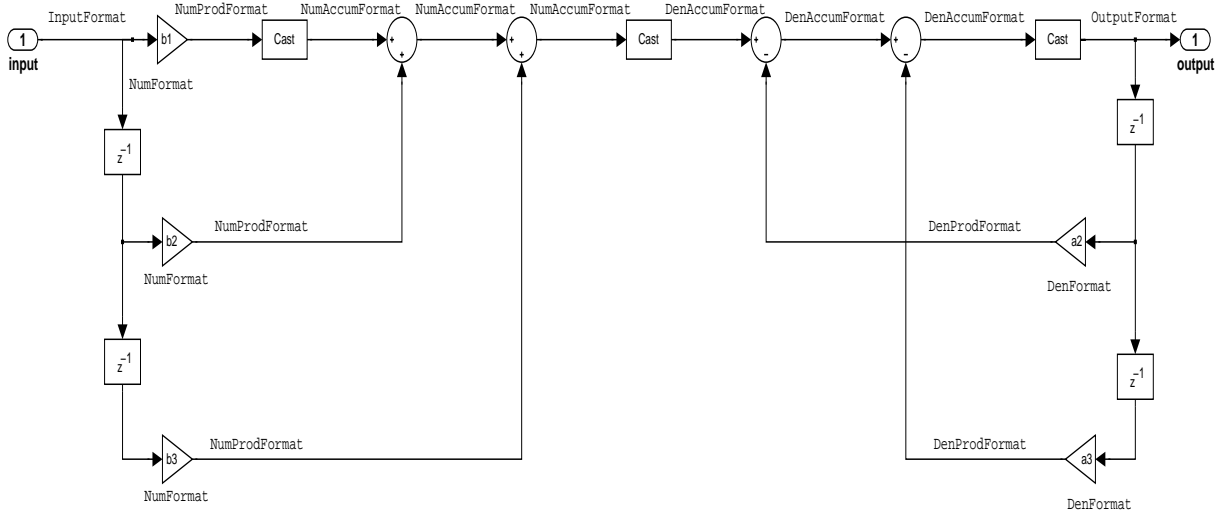 InputFormat
NumProdFormat
NumAccumFormat
NumAccumFormat
NumAccumFormat
DenAccumFormat
DenAccumFormat
DenAccumFormat
OutputFormat
1
input
b1
Cast
+
+
+
+
Cast
+
−
+
−
Cast
1
output
NumFormat
z−1
z−1
b2
NumProdFormat
NumFormat
DenProdFormat
a2
DenFormat
z−1
z−1
b3
NumProdFormat
NumFormat
DenProdFormat
a3
DenFormat